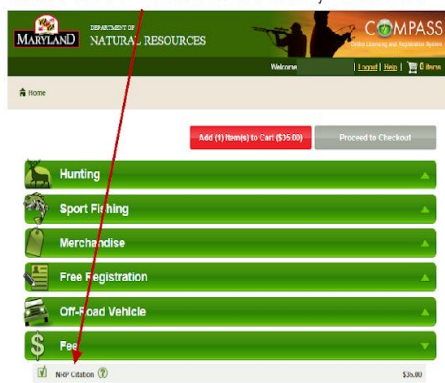 MARYLAND
DEPARTMENT OF
NATURAL RESOURCES
COMPASS
Online Licensing and Registration System
Welcome
| Logout | Help | 0 Items
Home
Add (1) Item(s) to Cart ($35.00)
Proceed to Checkout
Hunting
Sport Fishing
Merchandise
Free Registration
Off-Road Vehicle
$ Fee
NRP Citation ?
$35.00